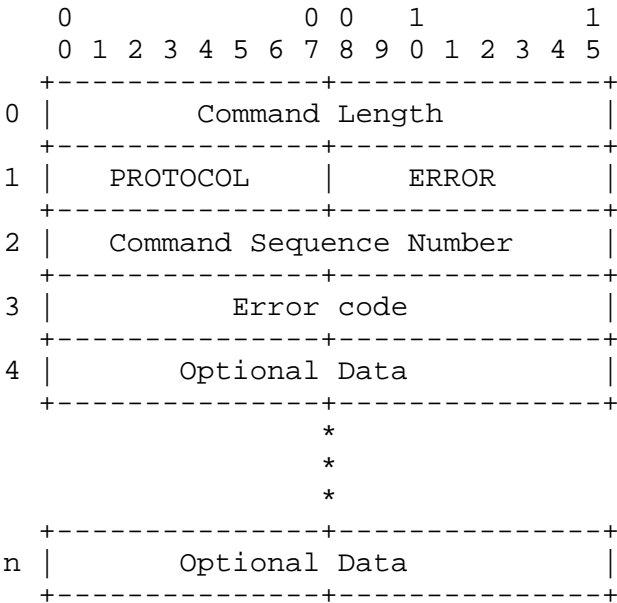 0             0 0   1         1
     0 1 2 3 4 5 6 7 8 9 0 1 2 3 4 5
    +---------------+---------------+
0   |        Command Length         |
    +---------------+---------------+
1   |   PROTOCOL    |    ERROR      |
    +---------------+---------------+
2   |   Command Sequence Number     |
    +---------------+---------------+
3   |          Error code           |
    +---------------+---------------+
4   |       Optional Data           |
    +---------------+---------------+
                    *
                    *
                    *
    +---------------+---------------+
n   |       Optional Data           |
    +---------------+---------------+